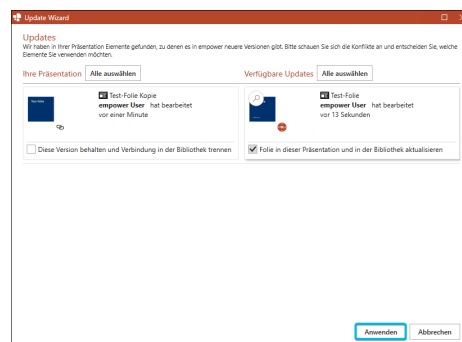 Update Wizard
Updates
Wir haben in Ihrer Präsentation Elemente gefunden, zu denen es in empower neuere Versionen gibt. Bitte schauen Sie sich die Konflikte an und entscheiden Sie, welche
Elemente Sie verwenden möchten.
Ihre Präsentation Alle auswählen
Verfügbare Updates Alle auswählen
Test-Folie Kopie
empower User hat bearbeitet
vor einer Minute
Diese Version behalten und Verbindung in der Bibliothek trennen
Test-Folie
empower User hat bearbeitet
vor 13 Sekunden
Folie in dieser Präsentation und in der Bibliothek aktualisieren
Anwenden Abbrechen